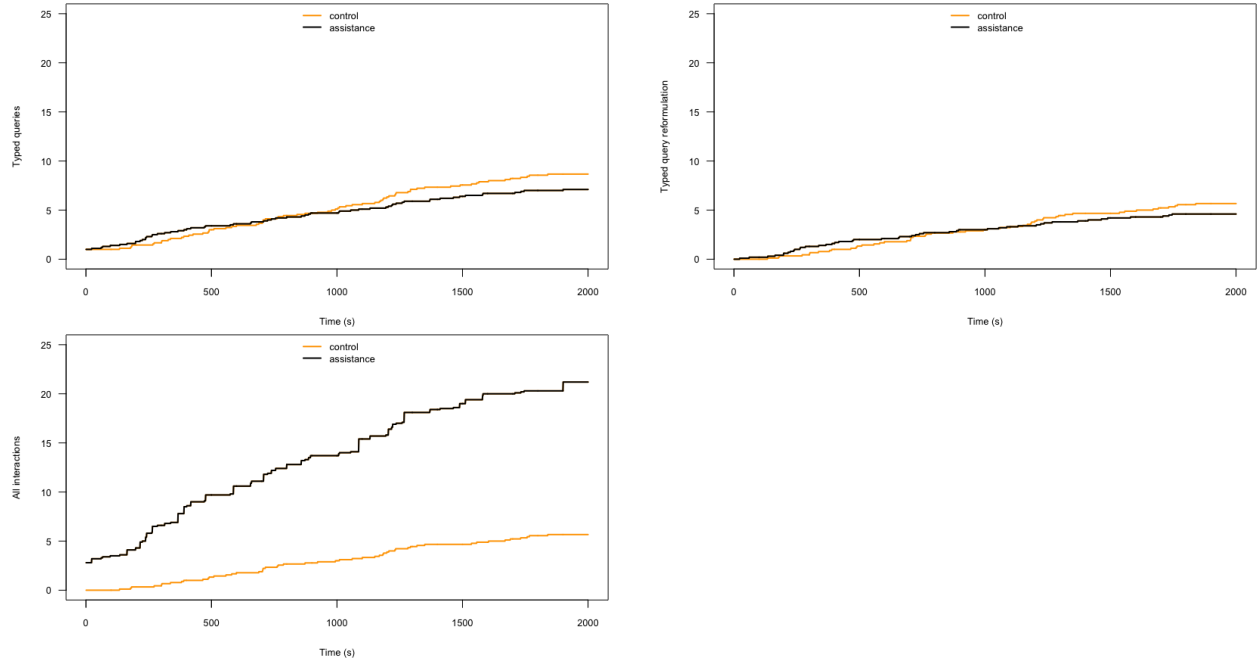 control
assistance
25
20
15
10
5
0
Typed queries
0 500 1000 1500 2000
Time (s)
control
assistance
25
20
15
10
5
0
Typed query reformulation
0 500 1000 1500 2000
Time (s)
control
assistance
25
20
15
10
5
0
All interactions
0 500 1000 1500 2000
Time (s)